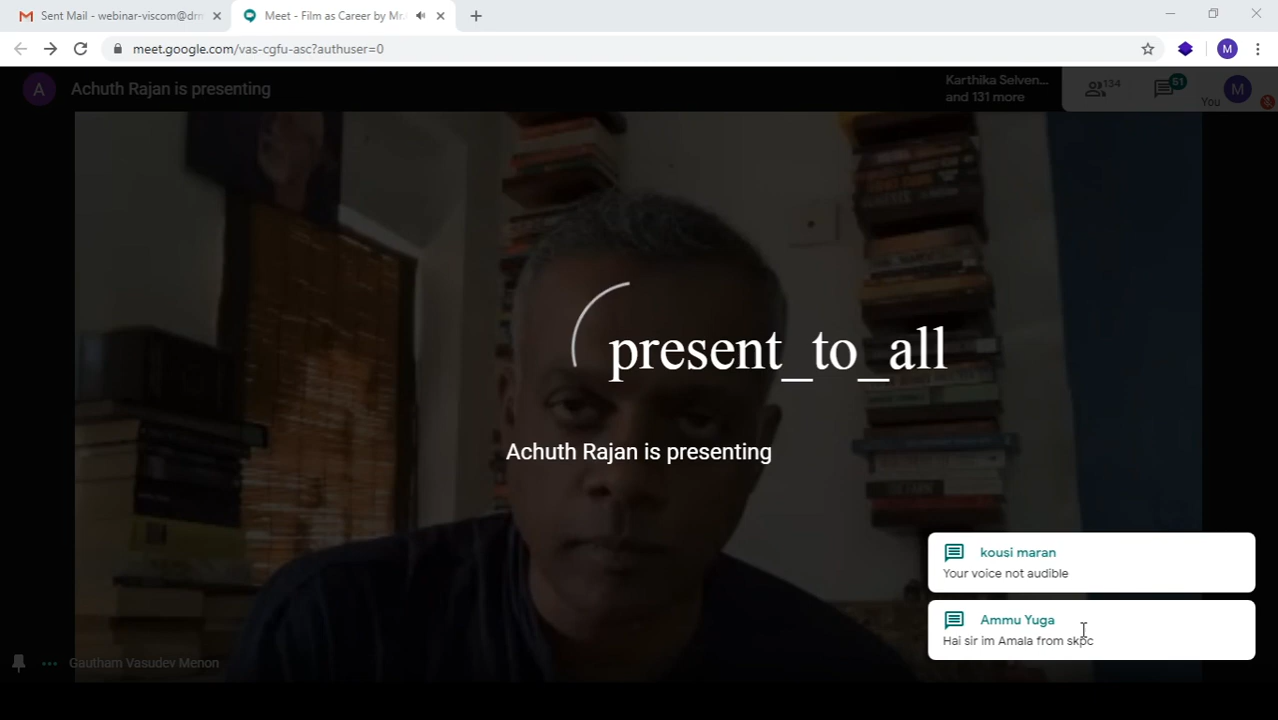 Sent Mail - webinar-viscom@drm
Meet - Film as Career by Mr.
meet.google.com/vas-cgfu-asc?authuser=0
M
A
Achuth Rajan is presenting
Karthika Selven...
and 131 more
134
51
You
M
present_to_all
Achuth Rajan is presenting
kousi maran
Your voice not audible
Ammu Yuga
Hai sir im Amala from skpc
Gautham Vasudev Menon